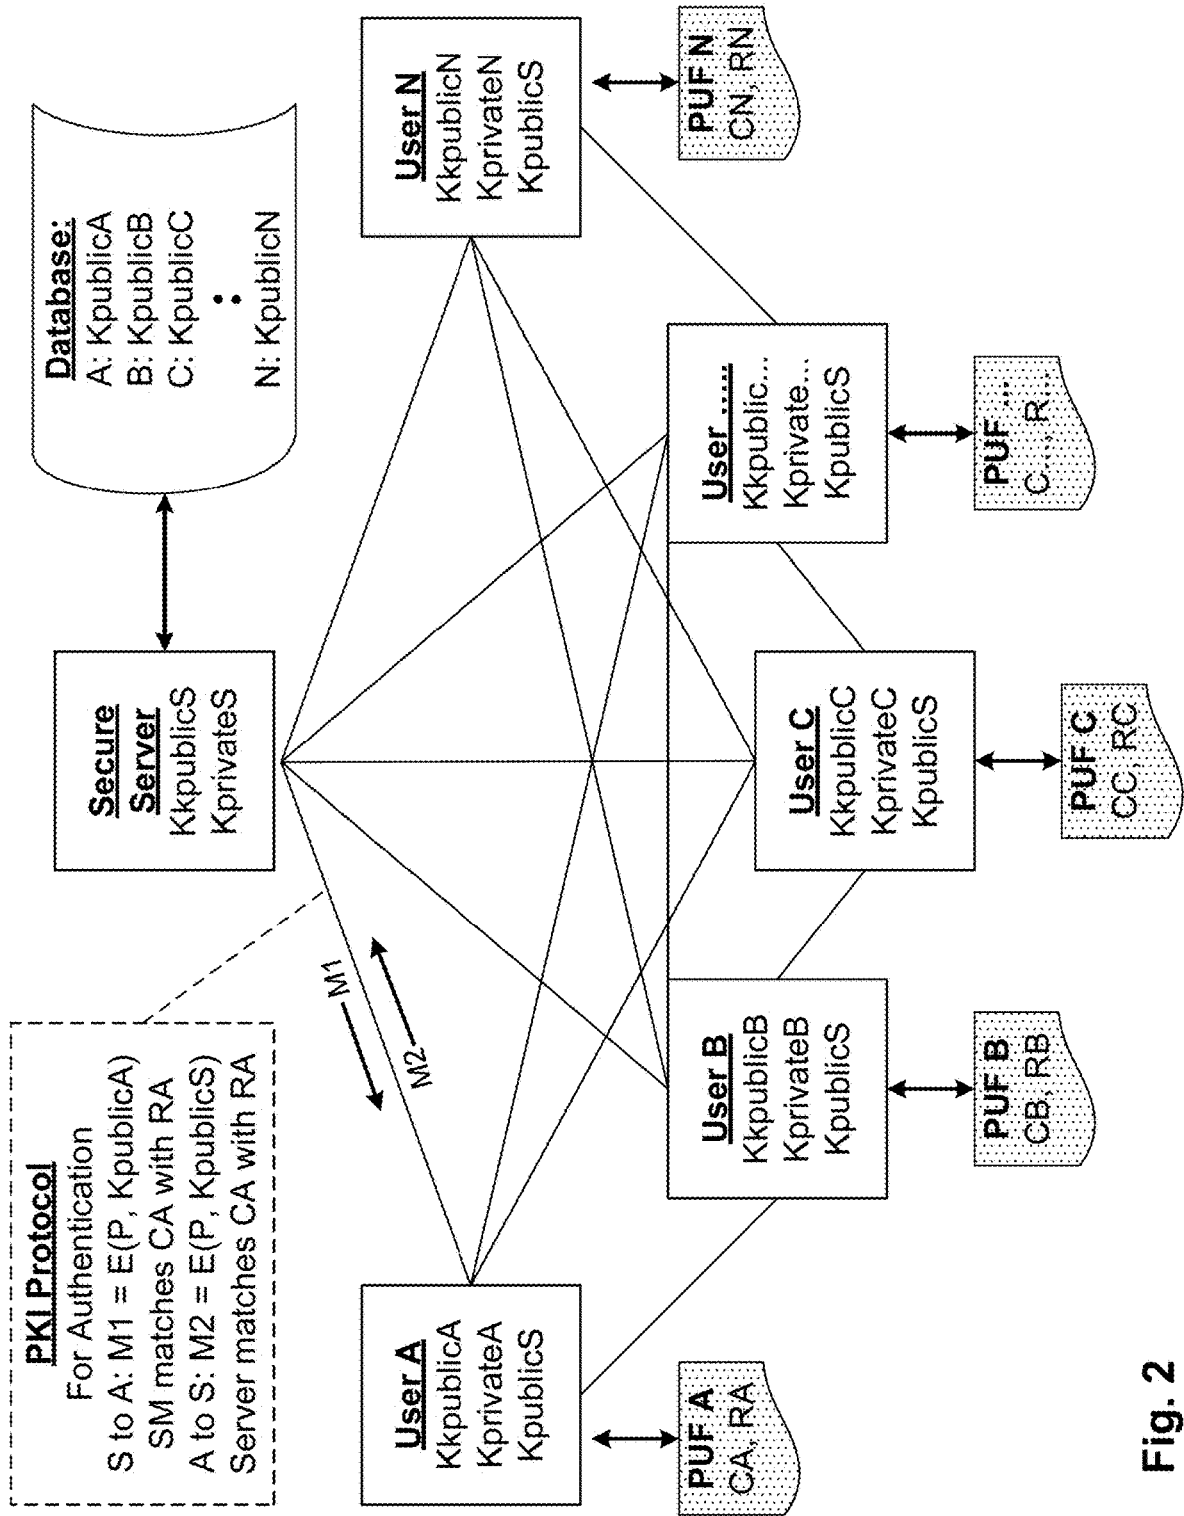 PKI Protocol
For Authentication
S to A: M1 = E(P, KpublicA)
SM matches CA with RA
A to S: M2 = E(P, KpublicS)
Server matches CA with RA
Secure
Server
KkpublicS
KprivateS
Database:
A: KpublicA
B: KpublicB
C: KpublicC
:
N: KpublicN
M1
M2
User A
KkpublicA
KprivateA
KpublicS
User B
KkpublicB
KprivateB
KpublicS
User C
KkpublicC
KprivateC
KpublicS
User .....
Kkpublic...
Kprivate...
KpublicS
User N
KkpublicN
KprivateN
KpublicS
PUF A
CA, RA
PUF B
CB, RB
PUF C
CC, RC
PUF ...
C..., R...
PUF N
CN, RN
Fig. 2